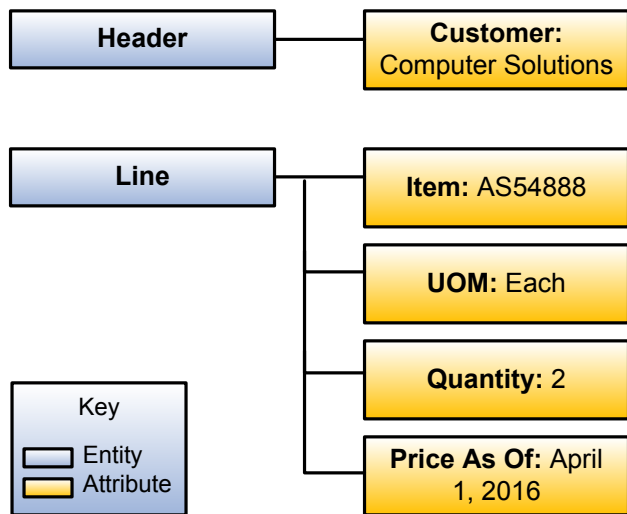 Header
Customer:
Computer Solutions
Line
Item: AS54888
UOM: Each
Quantity: 2
Price As Of: April
1, 2016
Key
Entity
Attribute